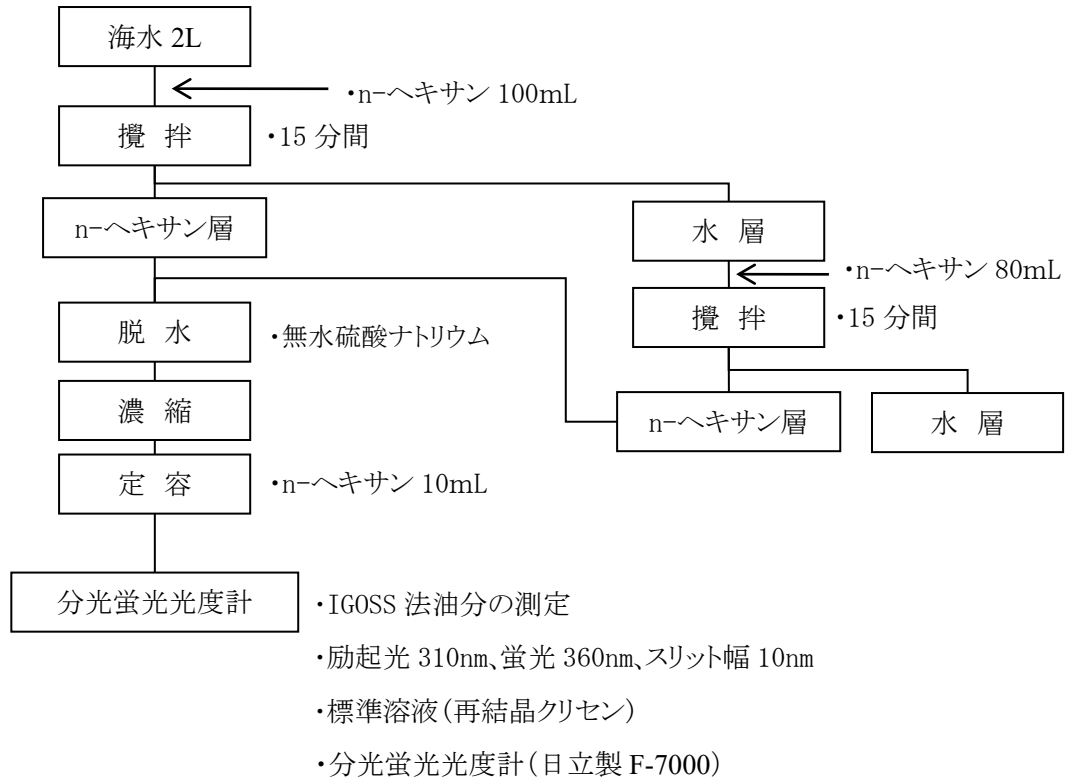 海水 2L
・n-ヘキサン 100mL
攪 拌
・15 分間
n-ヘキサン層
水 層
・n-ヘキサン 80mL
攪 拌
・15 分間
脱 水
・無水硫酸ナトリウム
濃 縮
n-ヘキサン層
水 層
定 容
・n-ヘキサン 10mL
分光蛍光光度計
・IGOSS 法油分の測定
・励起光 310nm、蛍光 360nm、スリット幅 10nm
・標準溶液(再結晶クリセン)
・分光蛍光光度計(日立製 F-7000)